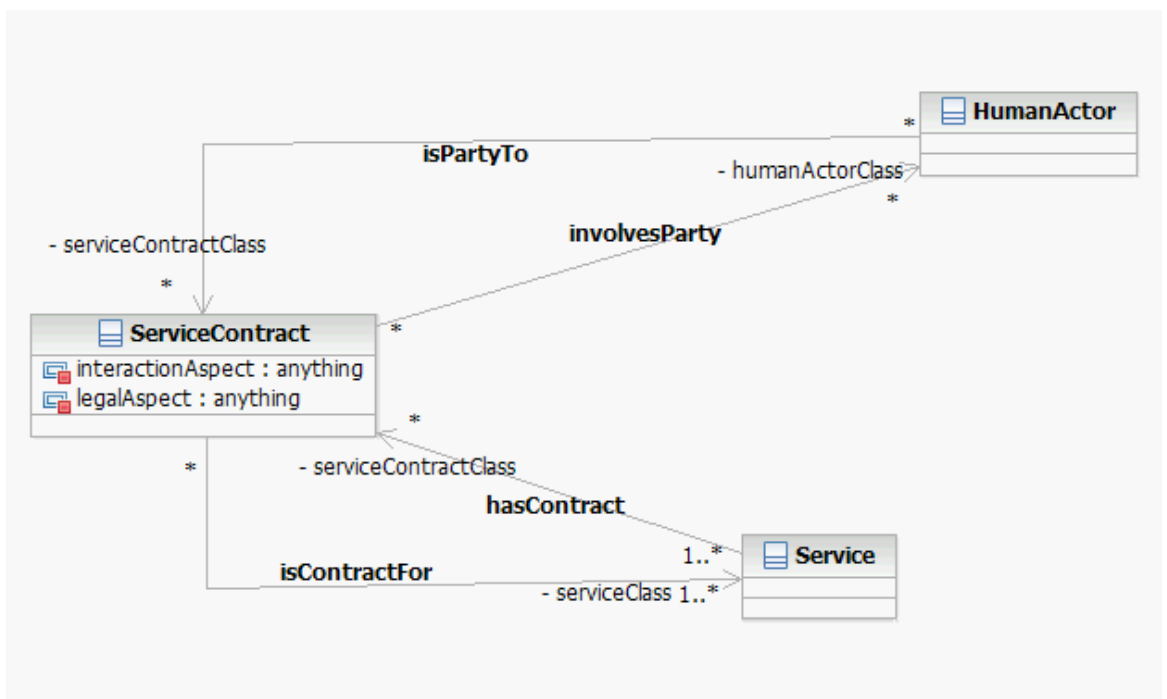 HumanActor
*
isPartyTo
- humanActorClass
*
involvesParty
- serviceContractClass
*
ServiceContract
*
interactionAspect : anything
legalAspect : anything
*
*
- serviceContractClass
hasContract
1..*
Service
isContractFor
- serviceClass 1..*